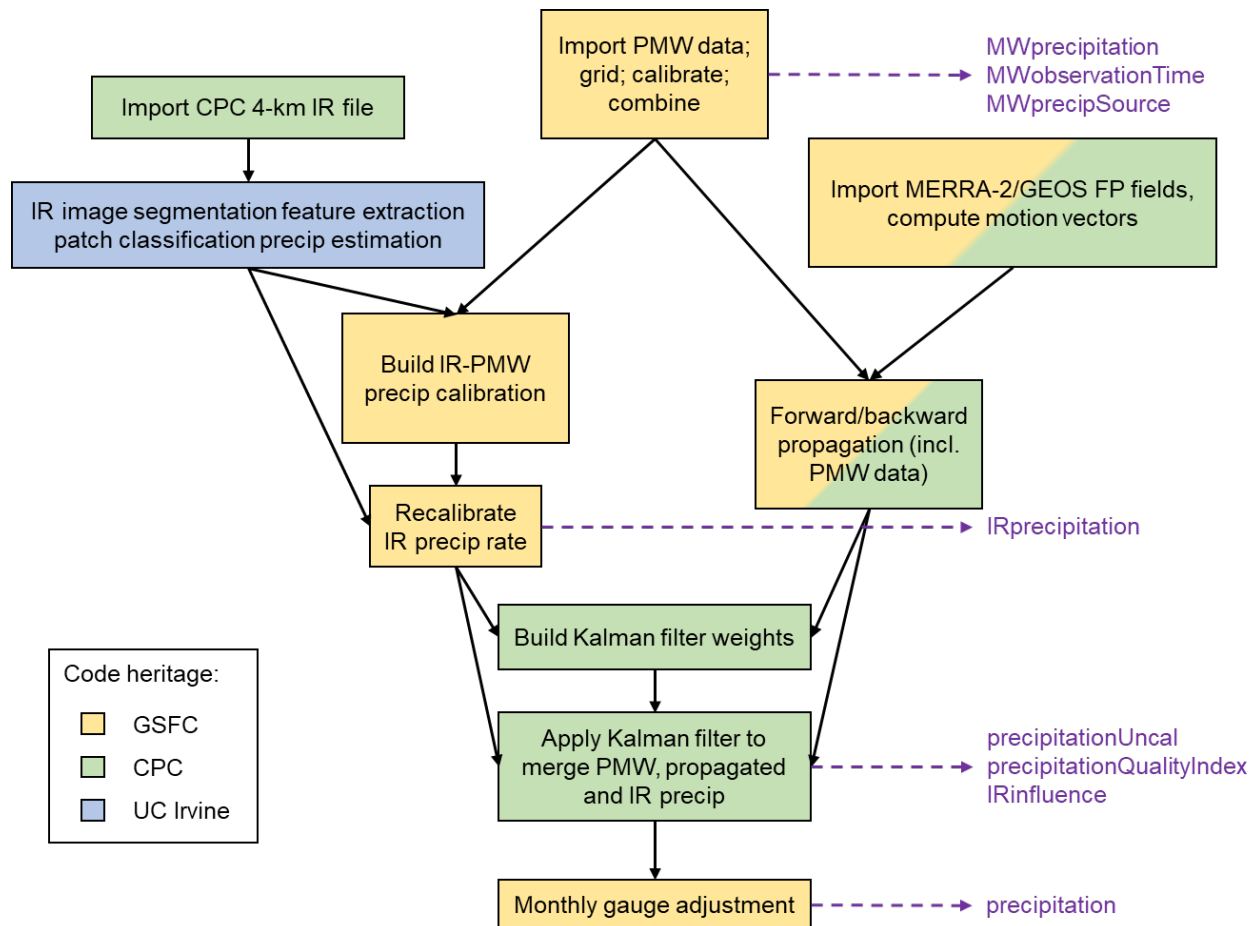 Import PMW data;
grid; calibrate;
combine
MWprecipitation
MWobservationTime
MWprecipSource
Import CPC 4-km IR file
IR image segmentation feature extraction
patch classification precip estimation
Import MERRA-2/GEOS FP fields,
compute motion vectors
Build IR-PMW
precip calibration
Forward/backward
propagation (incl.
PMW data)
Recalibrate
IR precip rate
IRprecipitation
Build Kalman filter weights
Code heritage:
GSFC
CPC
UC Irvine
Apply Kalman filter to
merge PMW, propagated
and IR precip
precipitationUncal
precipitationQualityIndex
IRinfluence
Monthly gauge adjustment
precipitation